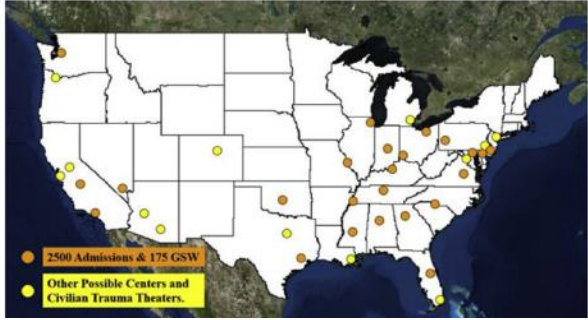 2500 Admissions & 175 GSW
Other Possible Centers and
Civilian Trauma Theaters.